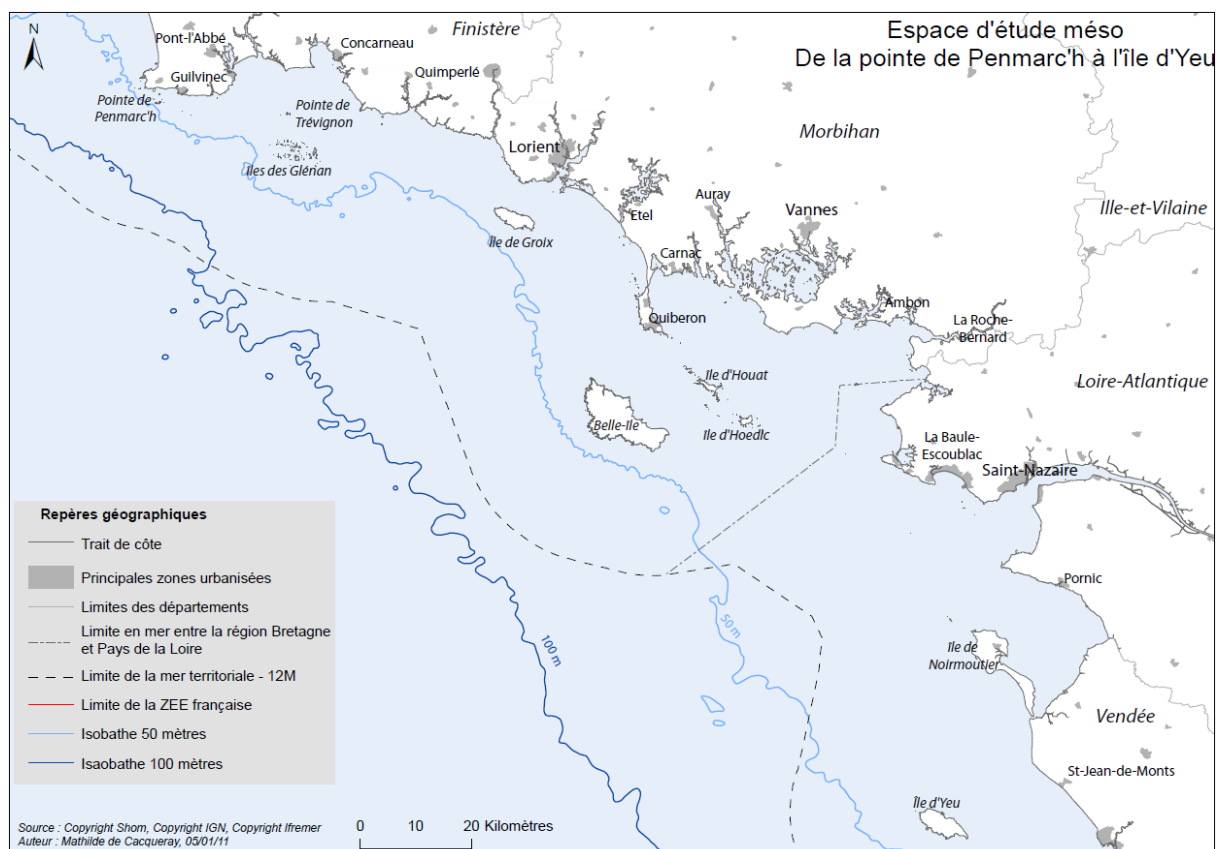 Espace d'étude méso
De la pointe de Penmarc'h à l'île d'Yeu
N
Finistère
Pont-l'Abbé
Concarneau
Quimperlé
Guilvinec
Pointe de
Penmarc'h
Pointe de
Trévignon
Morbihan
Lorient
Iles des Glénan
Auray
Ille-et-Vilaine
Etel
Vannes
Ile de Groix
Carnac
Ambon
La Roche-
Bernard
Quiberon
Ile d'Houat
Loire-Atlantique
Belle-Ile
Ile d'Hoedic
La Baule-
Escoublac
Saint-Nazaire
Pornic
50 m
100 m
Ile de
Noirmoutier
Vendée
St-Jean-de-Monts
Île d'Yeu
Repères géographiques
Trait de côte
Principales zones urbanisées
Limites des départements
Limite en mer entre la région Bretagne
et Pays de la Loire
Limite de la mer territoriale - 12M
Limite de la ZEE française
Isobathe 50 mètres
Isaobathe 100 mètres
Source : Copyright Shom, Copyright IGN, Copyright Ifremer
Auteur : Mathilde de Cacqueray, 05/01/11
0 10 20 Kilomètres